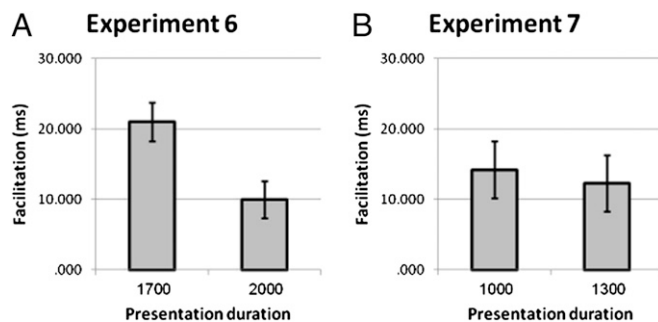 A Experiment 6
30.000
20.000
10.000
.000
Facilitation (ms)
1700 2000
Presentation duration
B Experiment 7
30.000
20.000
10.000
.000
Facilitation (ms)
1000 1300
Presentation duration